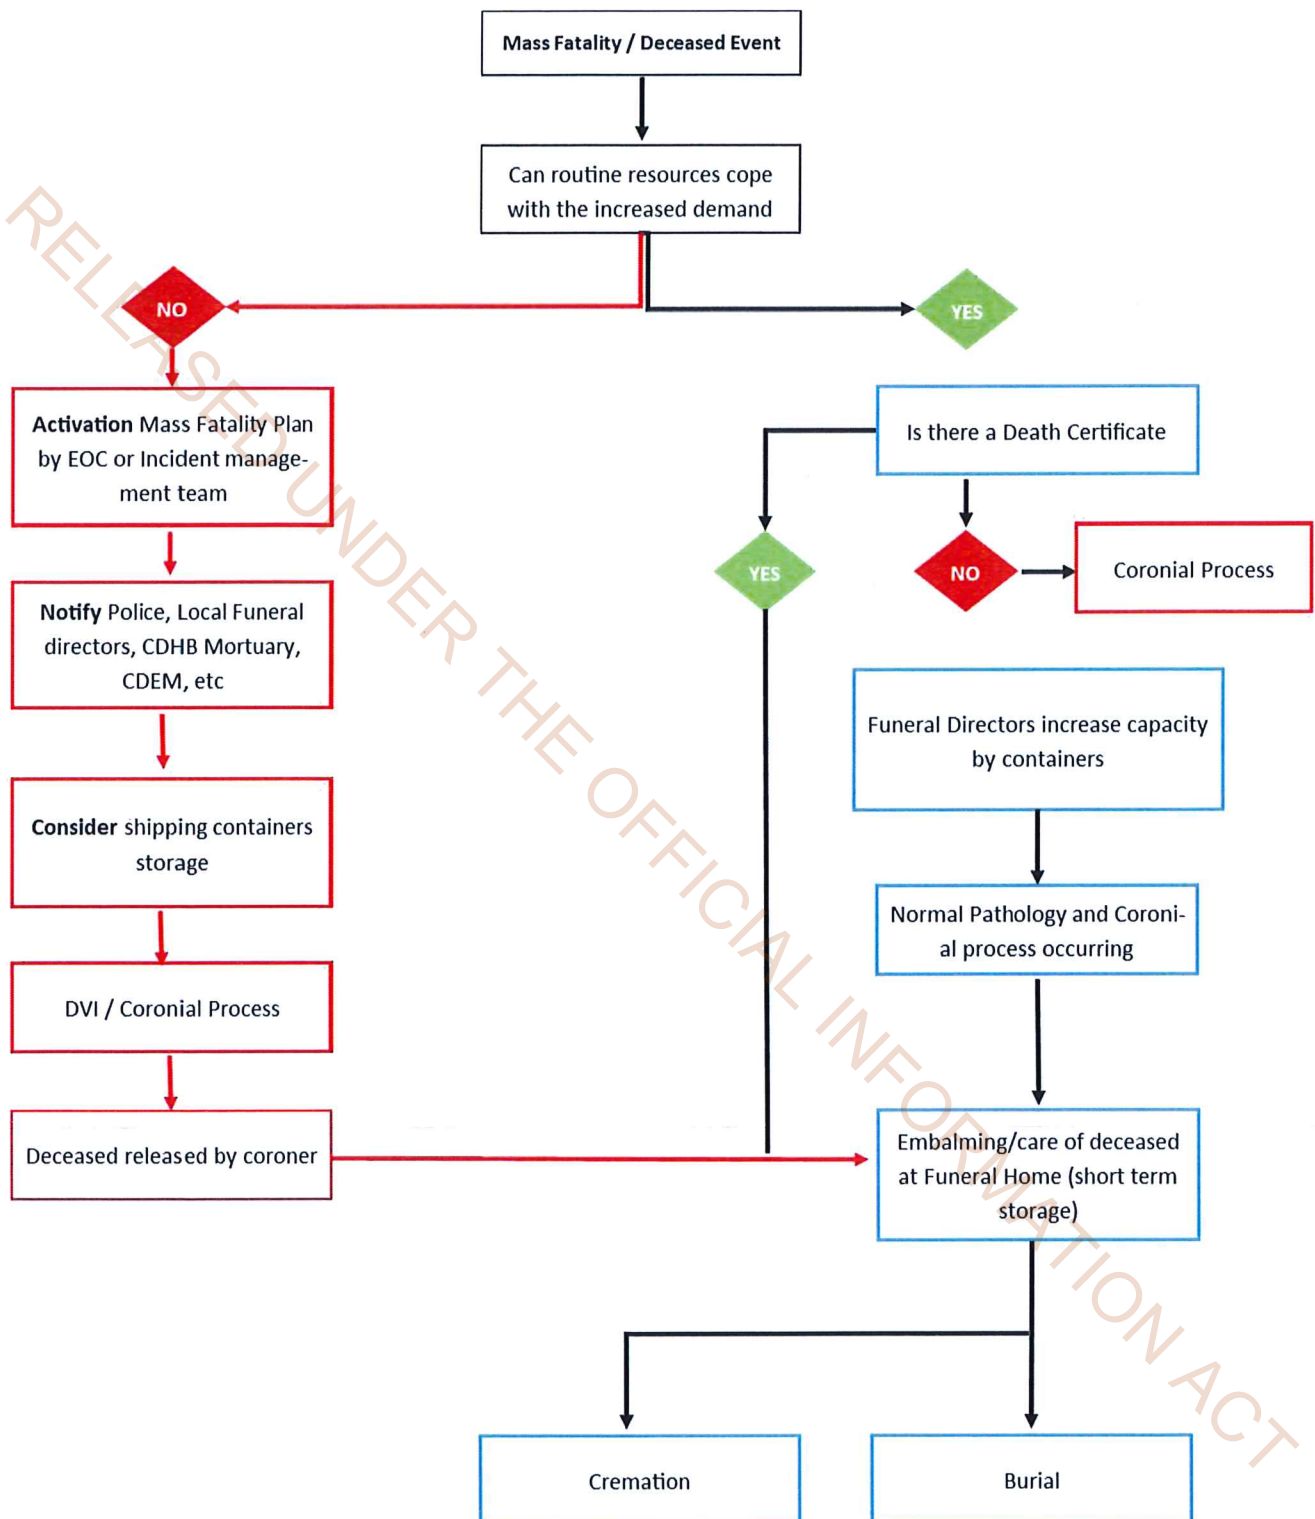 Mass Fatality / Deceased Event
Can routine resources cope
with the increased demand
NO
YES
Activation Mass Fatality Plan
by EOC or Incident manage-
ment team
Is there a Death Certificate
YES
NO
Coronial Process
Notify Police, Local Funeral
directors, CDHB Mortuary,
CDEM, etc
Funeral Directors increase capacity
by containers
Consider shipping containers
storage
Normal Pathology and Coroni-
al process occurring
DVI / Coronial Process
Deceased released by coroner
Embalming/care of deceased
at Funeral Home (short term
storage)
Cremation
Burial
RELEASED UNDER THE OFFICIAL INFORMATION ACT